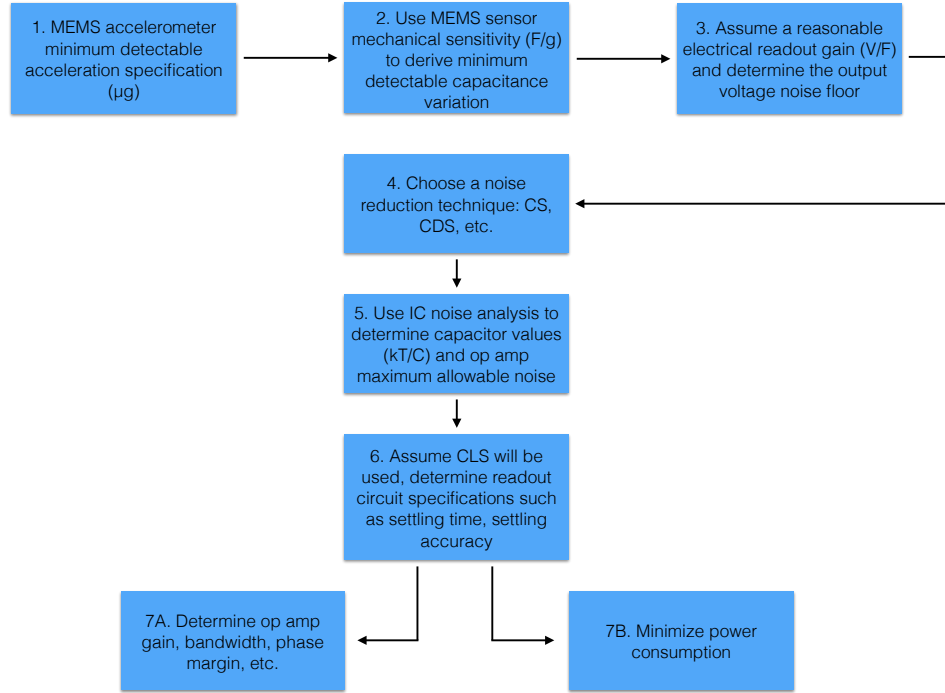 1. MEMS accelerometer
minimum detectable
acceleration specification
(μg)
2. Use MEMS sensor
mechanical sensitivity (F/g)
to derive minimum
detectable capacitance
variation
3. Assume a reasonable
electrical readout gain (V/F)
and determine the output
voltage noise floor
4. Choose a noise
reduction technique: CS,
CDS, etc.
5. Use IC noise analysis to
determine capacitor values
(kT/C) and op amp
maximum allowable noise
6. Assume CLS will be
used, determine readout
circuit specifications such
as settling time, settling
accuracy
7A. Determine op amp
gain, bandwidth, phase
margin, etc.
7B. Minimize power
consumption